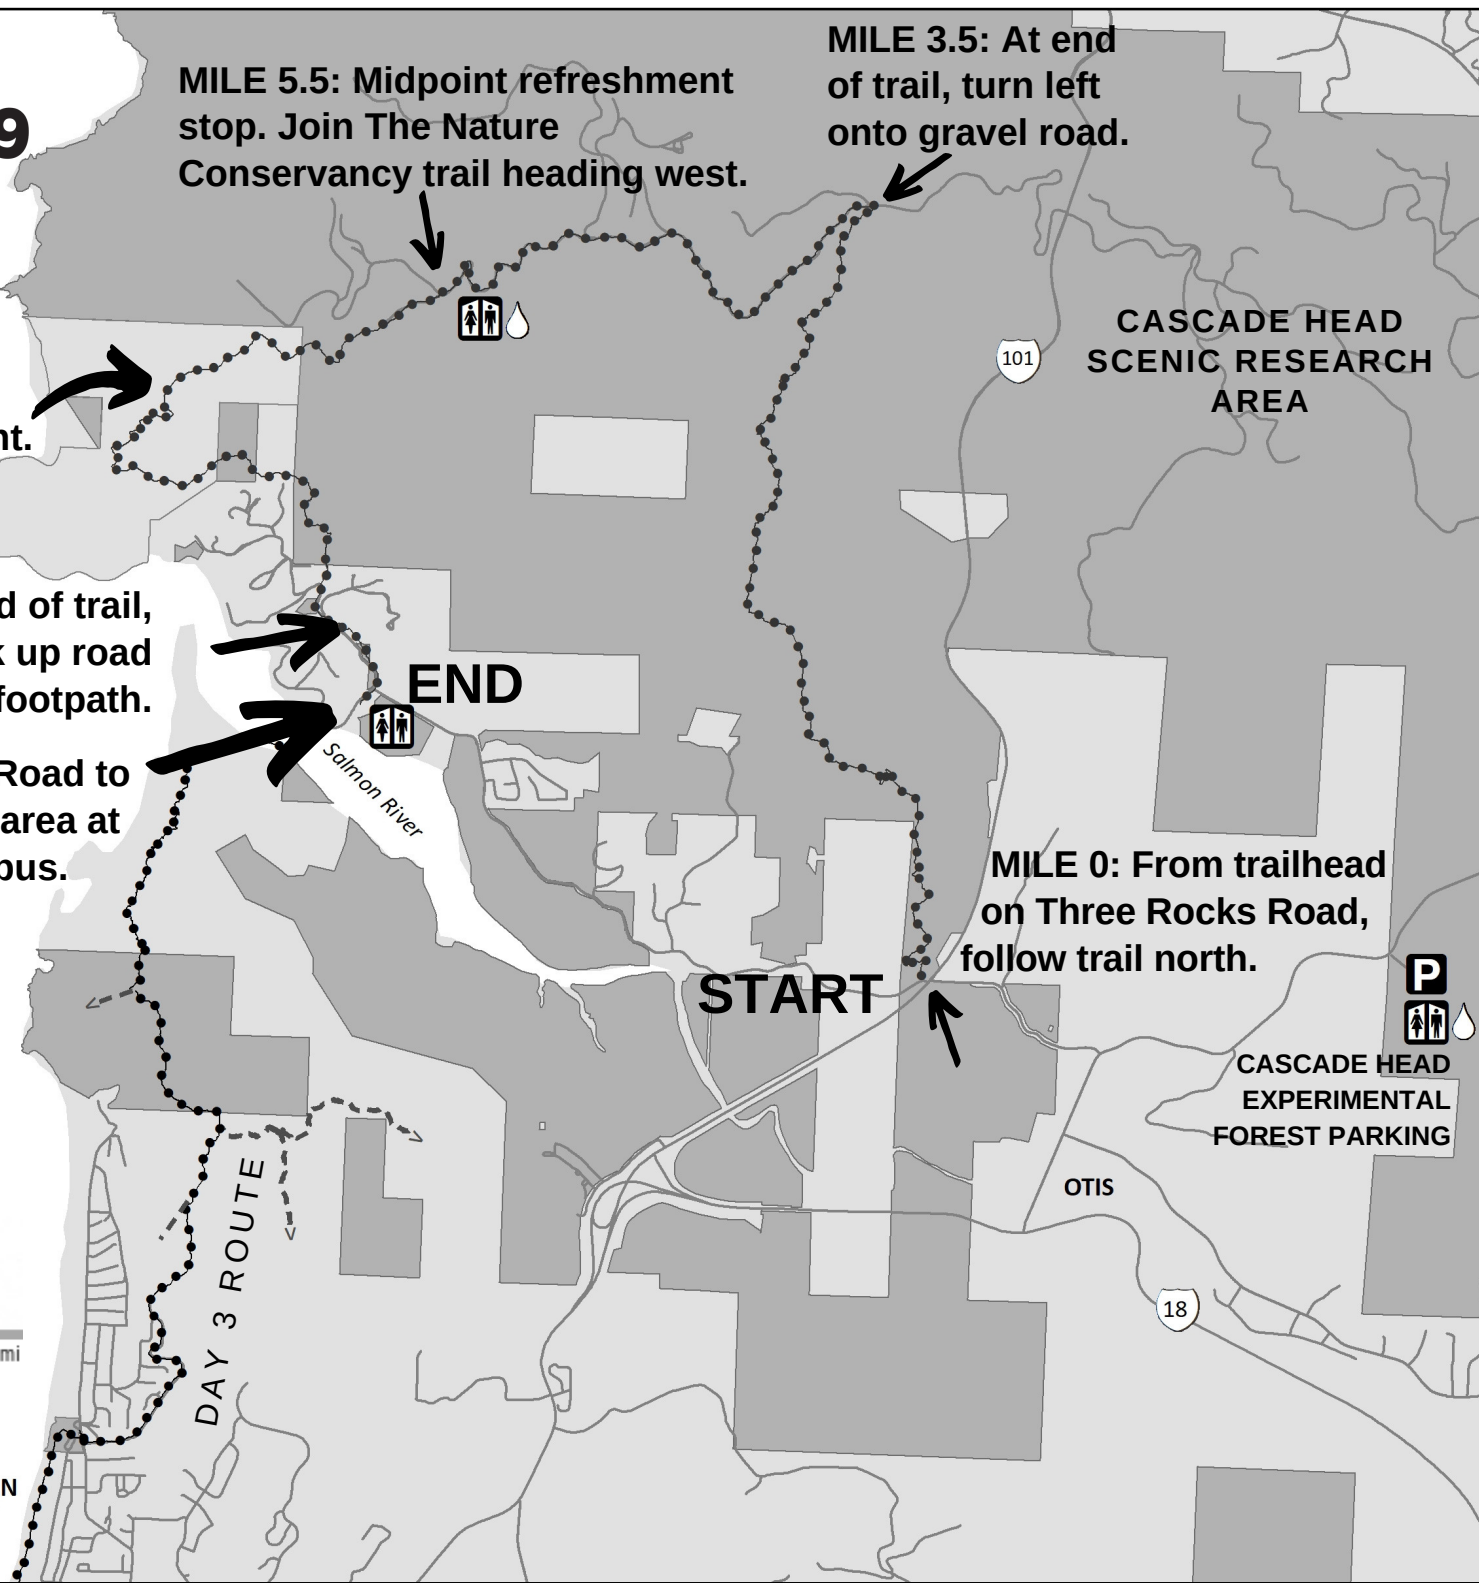 9
MILE 5.5: Midpoint refreshment
stop. Join The Nature
Conservancy trail heading west.
MILE 3.5: At end
of trail, turn left
onto gravel road.
101
CASCADE HEAD
SCENIC RESEARCH
AREA
nt.
d of trail,
k up road
footpath.
END
Salmon River
Road to
area at
ous.
MILE 0: From trailhead
on Three Rocks Road,
follow trail north.
START
P
CASCADE HEAD
EXPERIMENTAL
FOREST PARKING
OTIS
DAY 3 ROUTE
18
mi
N